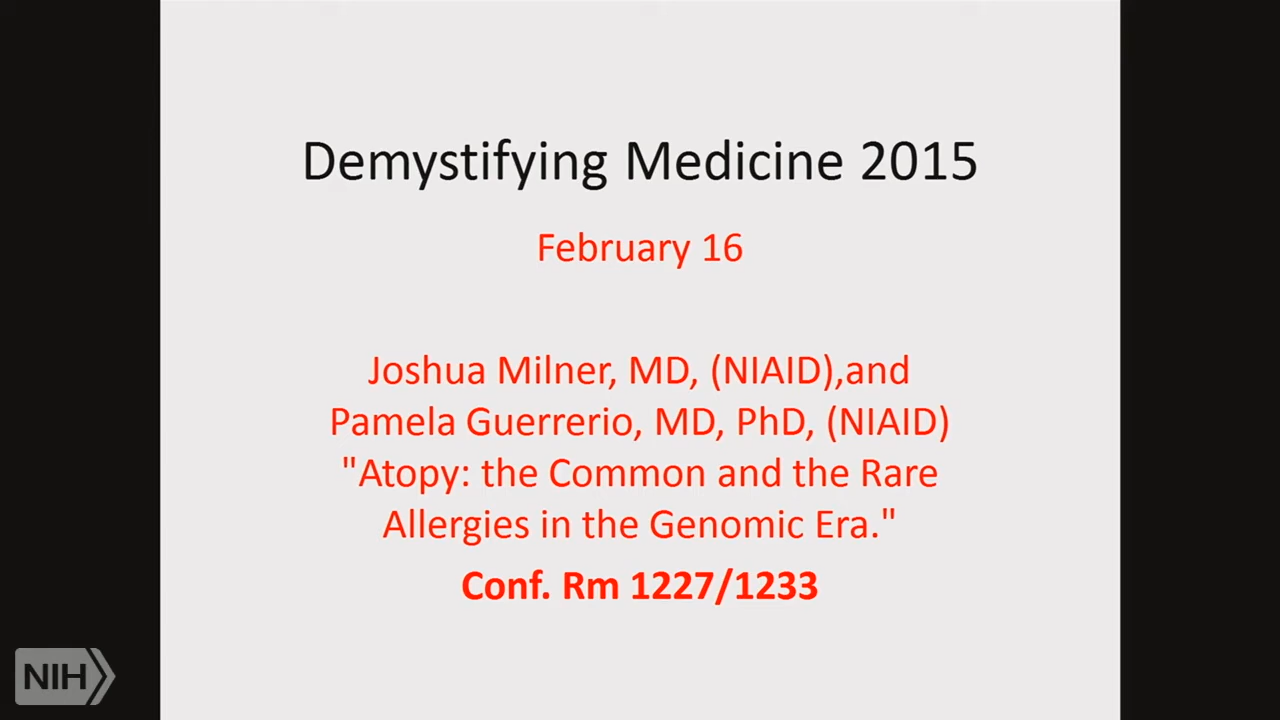 Demystifying Medicine 2015
February 16
Joshua Milner, MD, (NIAID),and
Pamela Guerrerio, MD, PhD, (NIAID)
"Atopy: the Common and the Rare
Allergies in the Genomic Era."
Conf. Rm 1227/1233
NIH